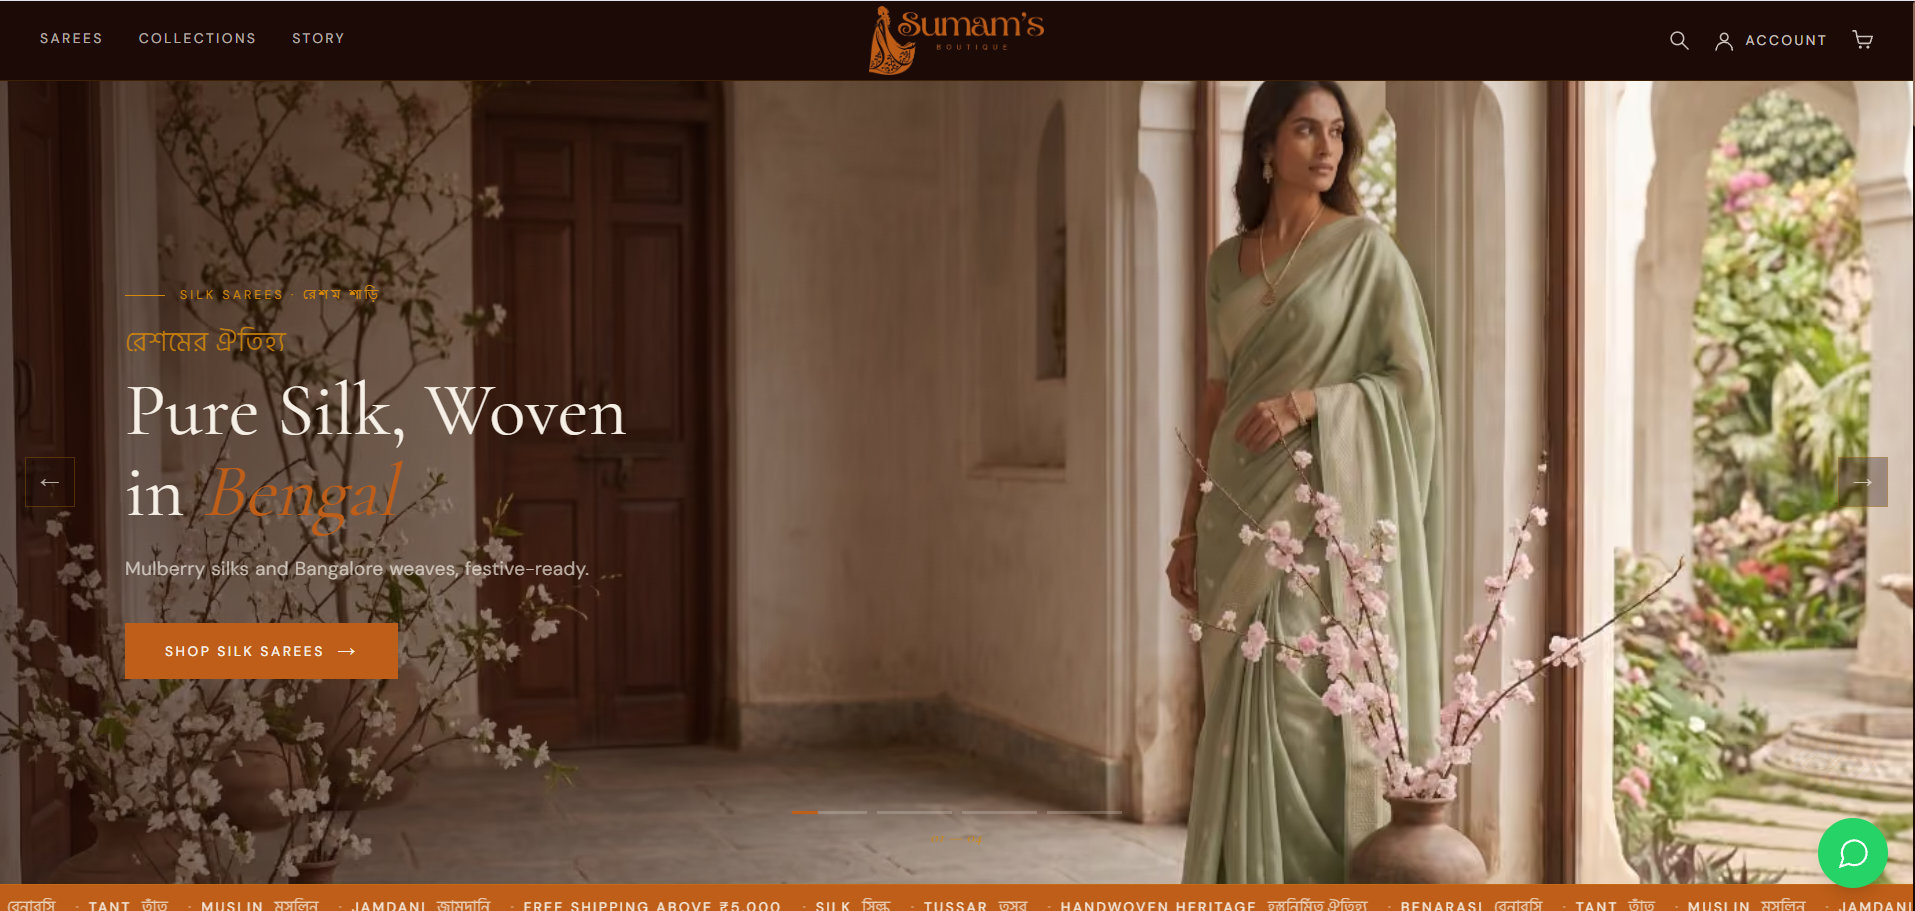 SAREES COLLECTIONS STORY
Sumam's
BOUTIQUE
ACCOUNT
SILK SAREES · রেশম শাড়ি
রেশমের ঐতিহ্য
Pure Silk, Woven
in Bengal
Mulberry silks and Bangalore weaves, festive-ready.
SHOP SILK SAREES →
বেনারসি · TANT তাঁত · MUSLIN মসলিন · JAMDANI জামদানি · FREE SHIPPING ABOVE ₹5,000 · SILK সিল্ক · TUSSAR তসর · HANDWOVEN HERITAGE হস্তনির্মিত ঐতিহ্য · BENARASI বেনারসি · TANT তাঁত · MUSLIN মসলিন · JAMDANI